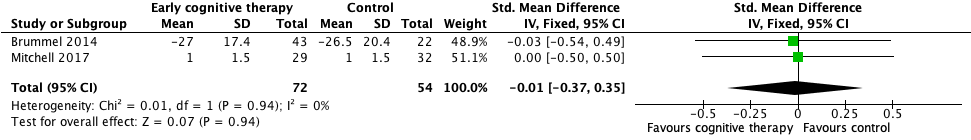 Early cognitive therapy Control Std. Mean Difference Std. Mean Difference
Study or Subgroup Mean SD Total Mean SD Total Weight IV, Fixed, 95% CI IV, Fixed, 95% CI
Brummel 2014 -27 17.4 43 -26.5 20.4 22 48.9% -0.03 [-0.54, 0.49]
Mitchell 2017 1 1.5 29 1 1.5 32 51.1% 0.00 [-0.50, 0.50]
Total (95% CI) 72 54 100.0% -0.01 [-0.37, 0.35]
Heterogeneity: Chi² = 0.01, df = 1 (P = 0.94); I² = 0%
Test for overall effect: Z = 0.07 (P = 0.94)
-0.5 -0.25 0 0.25 0.5
Favours cognitive therapy Favours control